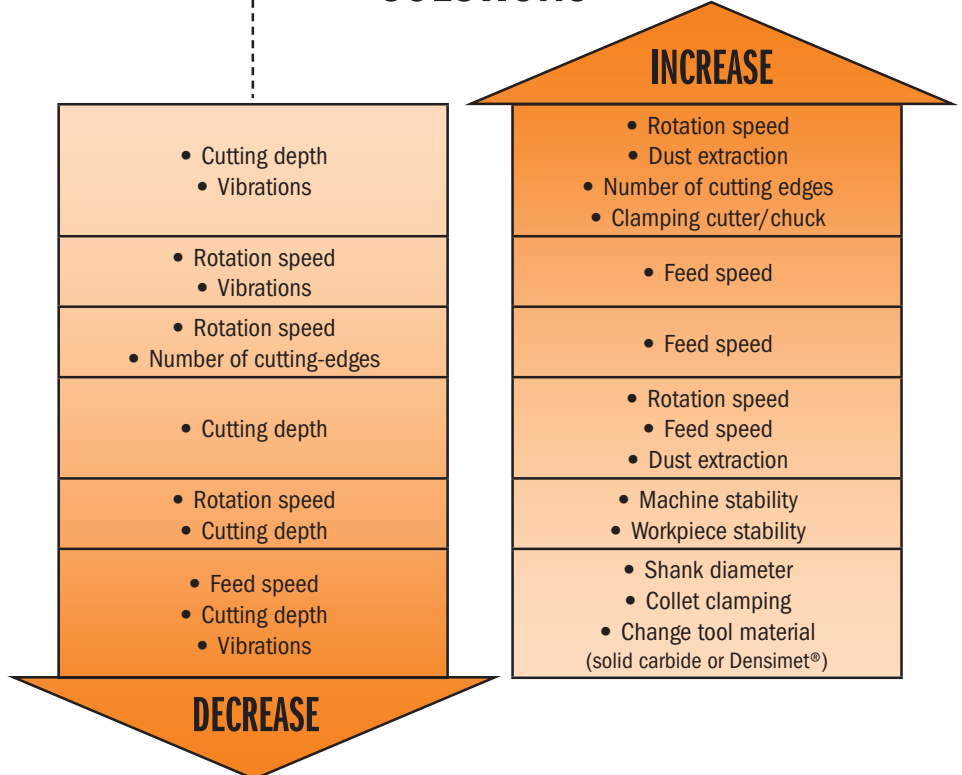 SOLUTIONS
INCREASE
• Cutting depth
• Vibrations
• Rotation speed
• Dust extraction
• Number of cutting edges
• Clamping cutter/chuck
• Rotation speed
• Vibrations
• Feed speed
• Rotation speed
• Number of cutting-edges
• Feed speed
• Cutting depth
• Rotation speed
• Feed speed
• Dust extraction
• Rotation speed
• Cutting depth
• Machine stability
• Workpiece stability
• Feed speed
• Cutting depth
• Vibrations
• Shank diameter
• Collet clamping
• Change tool material
(solid carbide or Densimet®)
DECREASE